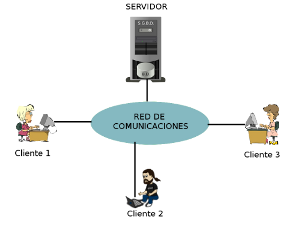 SERVIDOR
S.G.B.D.
B.D.
RED DE
COMUNICACIONES
Cliente 1
Cliente 3
Cliente 2